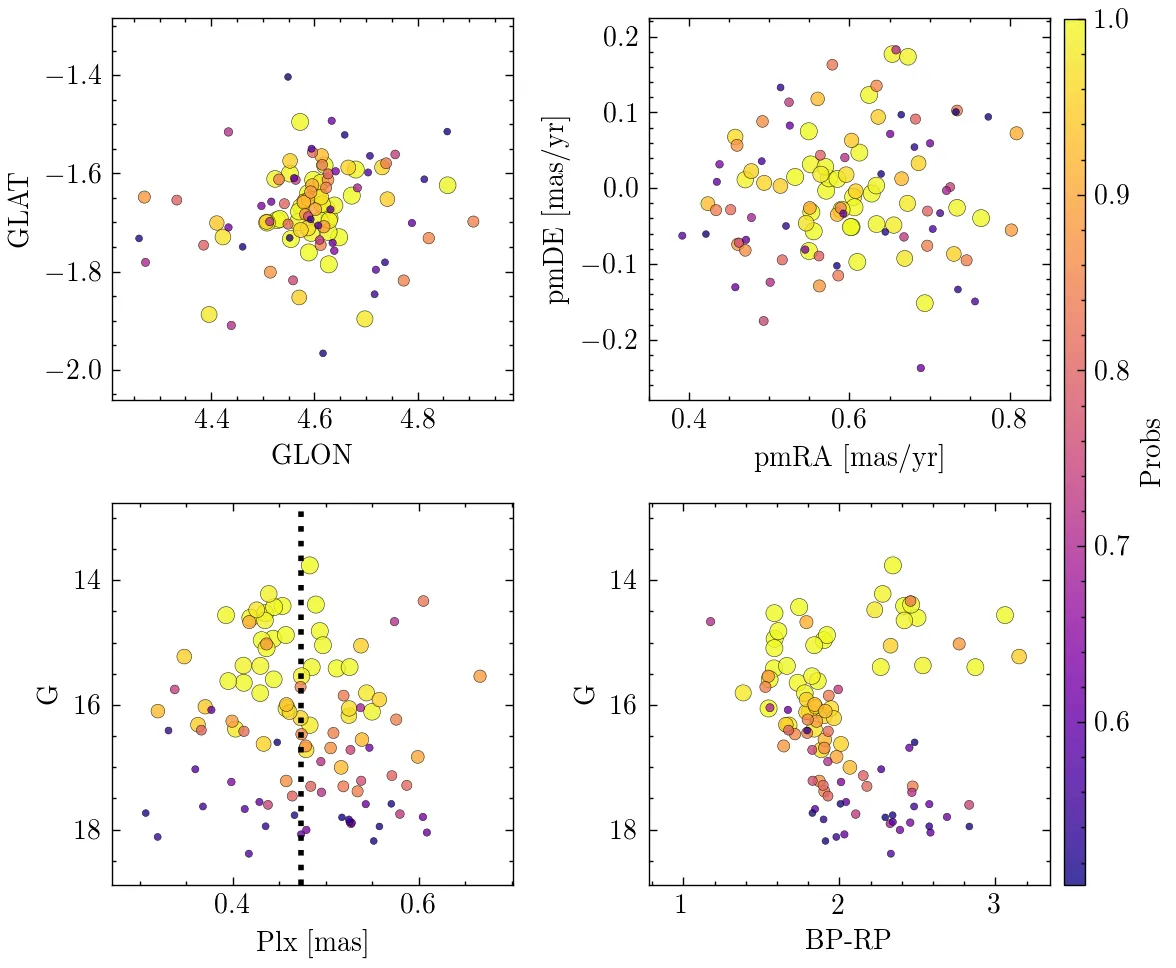 −1.4
−1.6
−1.8
−2.0
GLAT
4.4 4.6 4.8
GLON
0.2
0.1
0.0
−0.1
−0.2
pmDE [mas/yr]
0.4 0.6 0.8
pmRA [mas/yr]
14
16
18
G
0.4 0.6
Plx [mas]
14
16
18
G
1 2 3
BP-RP
1.0
0.9
0.8
0.7
0.6
Probs